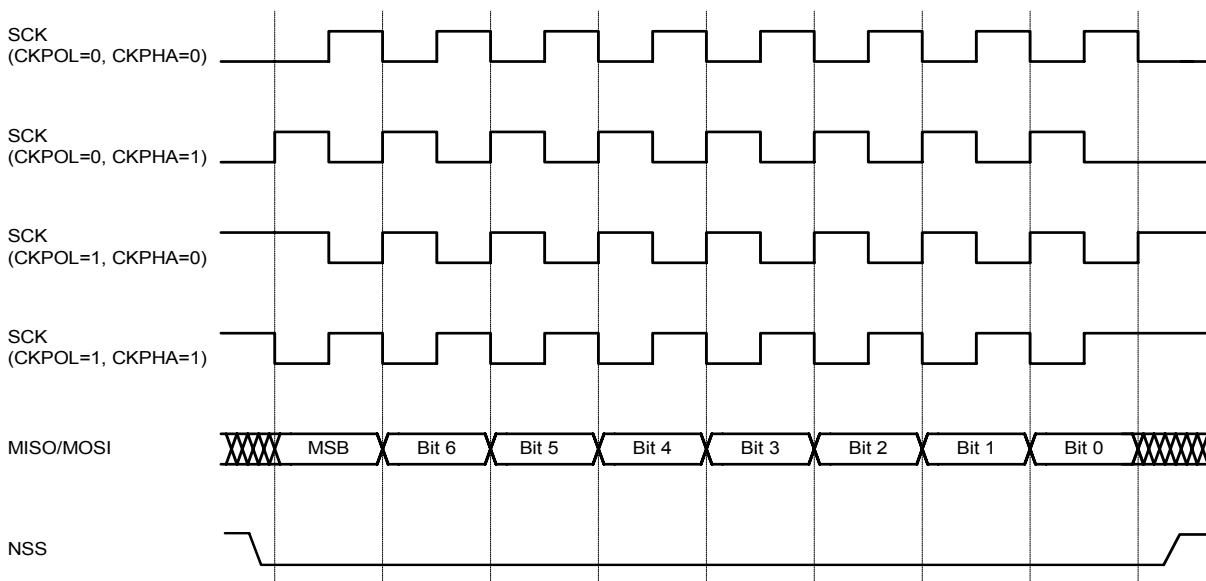 SCK
(CKPOL=0, CKPHA=0)
SCK
(CKPOL=0, CKPHA=1)
SCK
(CKPOL=1, CKPHA=0)
SCK
(CKPOL=1, CKPHA=1)
MISO/MOSI
MSB
Bit 6
Bit 5
Bit 4
Bit 3
Bit 2
Bit 1
Bit 0
NSS